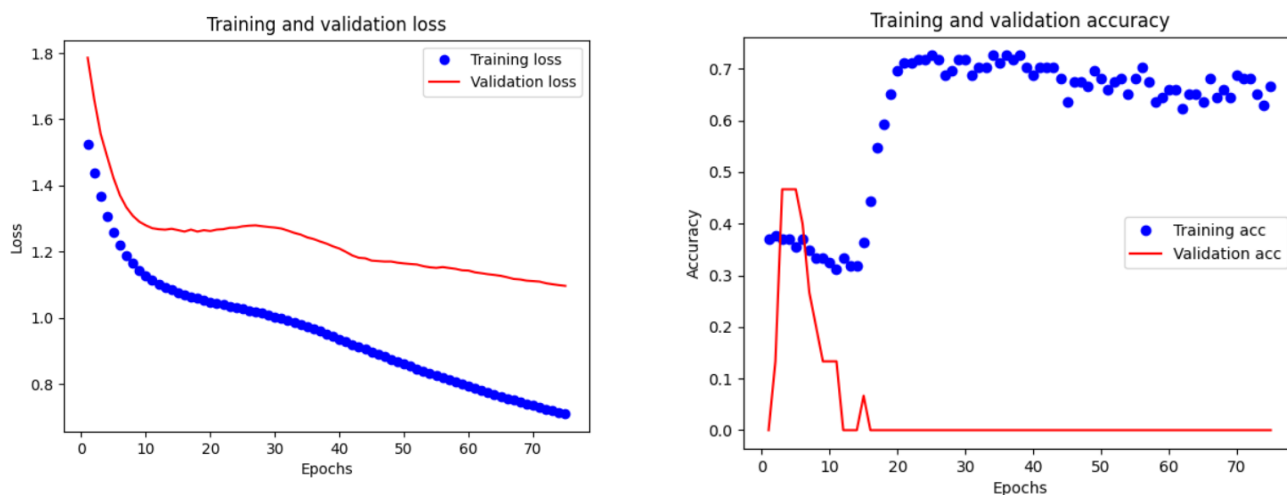 Training and validation loss
1.8
1.6
1.4
1.2
1.0
0.8
Loss
Training loss
Validation loss
0 10 20 30 40 50 60 70
Epochs
Training and validation accuracy
0.7
0.6
0.5
0.4
0.3
0.2
0.1
0.0
Accuracy
Training acc
Validation acc
0 10 20 30 40 50 60 70
Epochs